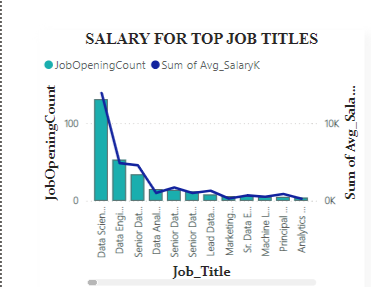 SALARY FOR TOP JOB TITLES
JobOpeningCount Sum of Avg_SalaryK
JobOpeningCount
100
0
10K
0K
Sum of Avg_Sala...
Data Scien...
Data Engi...
Senior Dat...
Data Anal...
Senior Dat...
Senior Dat...
Lead Data...
Marketing...
Sr. Data E...
Machine L...
Principal ...
Analytics ...
Job_Title